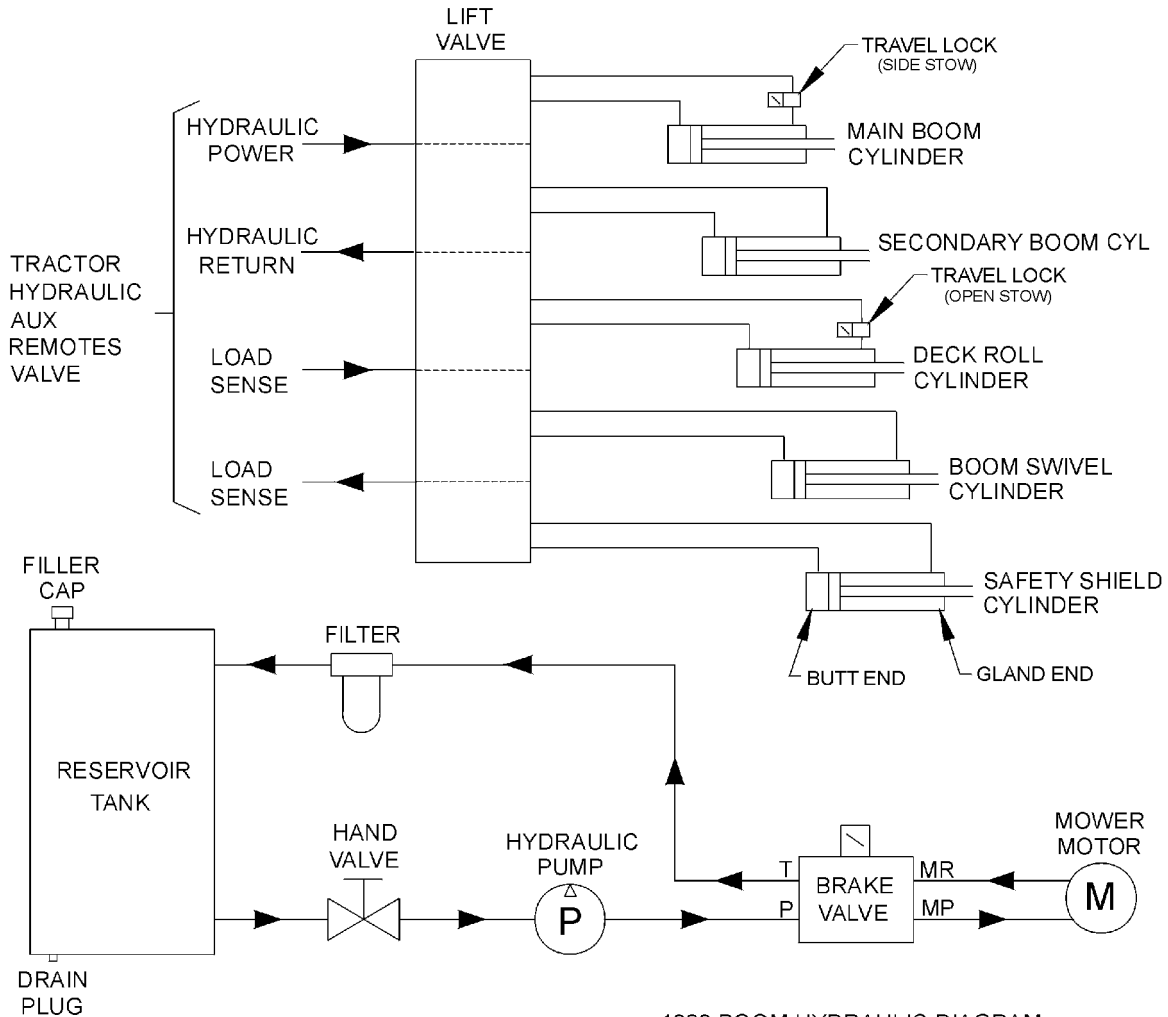 LIFT
VALVE
TRAVEL LOCK
(SIDE STOW)
HYDRAULIC
POWER
MAIN BOOM
CYLINDER
HYDRAULIC
RETURN
SECONDARY BOOM CYL
TRACTOR
HYDRAULIC
AUX
REMOTES
VALVE
TRAVEL LOCK
(OPEN STOW)
LOAD
SENSE
DECK ROLL
CYLINDER
LOAD
SENSE
BOOM SWIVEL
CYLINDER
SAFETY SHIELD
CYLINDER
BUTT END
GLAND END
FILLER
CAP
FILTER
RESERVOIR
TANK
HAND
VALVE
HYDRAULIC
PUMP
P
T
P
BRAKE
VALVE
MR
MP
MOWER
MOTOR
M
DRAIN
PLUG
BOOM HYDRAULIC DIAGRAM